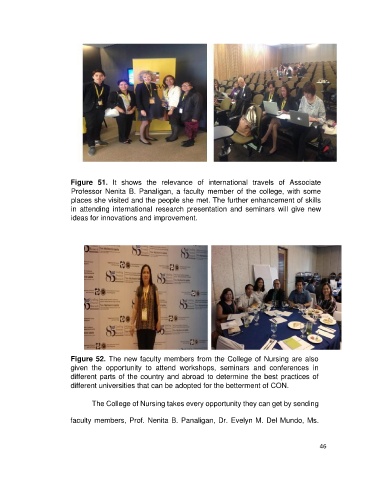 Figure 51. It shows the relevance of international travels of Associate
Professor Nenita B. Panaligan, a faculty member of the college, with some
places she visited and the people she met. The further enhancement of skills
in attending international research presentation and seminars will give new
ideas for innovations and improvement.
Figure 52. The new faculty members from the College of Nursing are also
given the opportunity to attend workshops, seminars and conferences in
different parts of the country and abroad to determine the best practices of
different universities that can be adopted for the betterment of CON.
The College of Nursing takes every opportunity they can get by sending
faculty members, Prof. Nenita B. Panaligan, Dr. Evelyn M. Del Mundo, Ms.
46